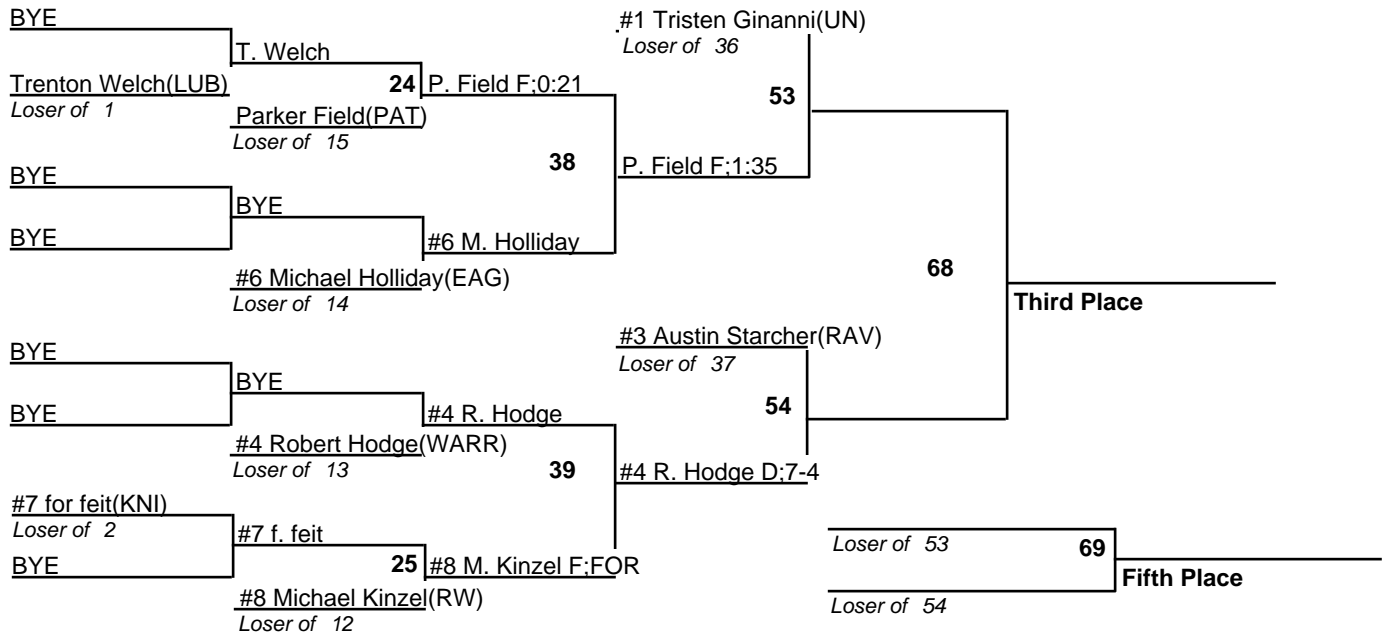 BYE
#1 Tristen Ginanni(UN)
Loser of 36
T. Welch
Trenton Welch(LUB)
Loser of 1
24
P. Field F;0:21
53
Parker Field(PAT)
Loser of 15
38
P. Field F;1:35
BYE
BYE
BYE
#6 M. Holliday
#6 Michael Holliday(EAG)
Loser of 14
68
Third Place
#3 Austin Starcher(RAV)
Loser of 37
BYE
BYE
BYE
#4 R. Hodge
54
#4 Robert Hodge(WARR)
Loser of 13
39
#4 R. Hodge D;7-4
#7 for feit(KNI)
Loser of 2
#7 f. feit
BYE
25
#8 M. Kinzel F;FOR
#8 Michael Kinzel(RW)
Loser of 12
Loser of 53
69
Fifth Place
Loser of 54